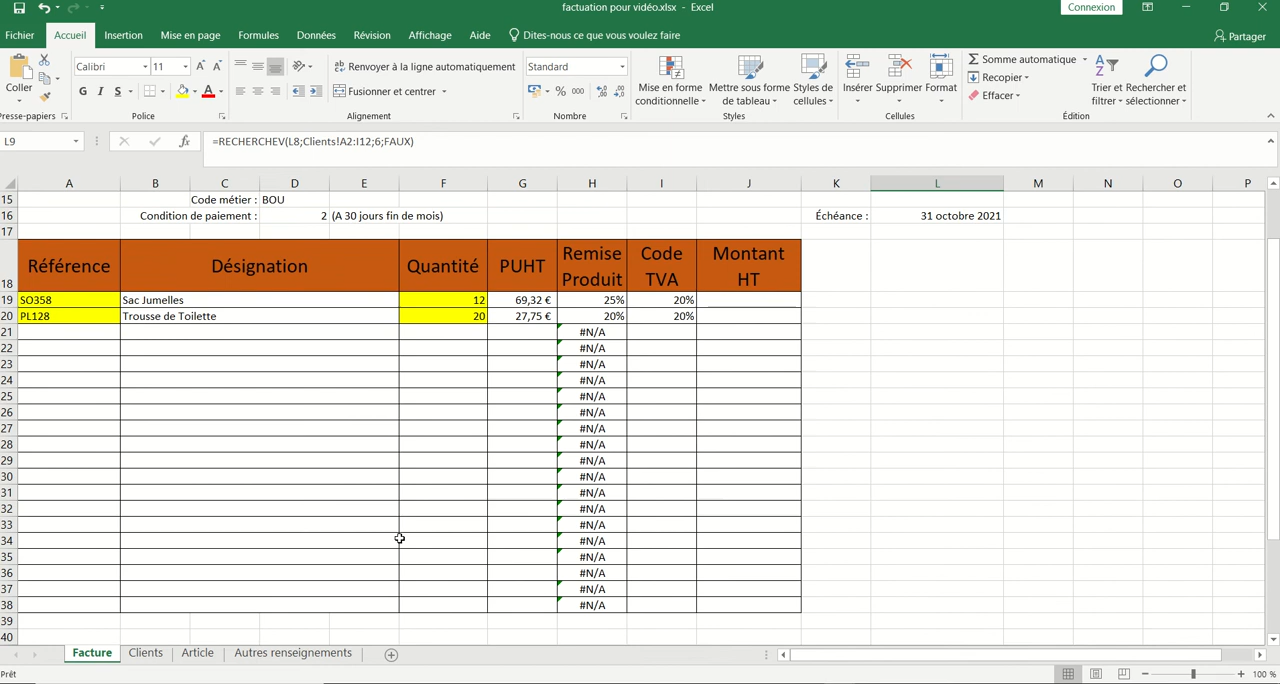 factuation pour vidéo.xlsx - Excel
Connexion
Fichier Accueil Insertion Mise en page Formules Données Révision Affichage Aide Dites-nous ce que vous voulez faire Partager
Coller
Calibri 11
G I S
Renvoyer à la ligne automatiquement
Fusionner et centrer
Standard
% 000
Mise en forme conditionnelle
Mettre sous forme de tableau
Styles de cellules
Insérer Supprimer Format
Somme automatique
Recopier
Effacer
Trier et filtrer
Rechercher et sélectionner
Presse-papiers Police Alignement Nombre Styles Cellules Édition
L9 fx =RECHERCHEV(L8;Clients!A2:I12;6;FAUX)
A B C D E F G H I J K L M N O P
15 Code métier : BOU
16 Condition de paiement : 2 (A 30 jours fin de mois) Échéance : 31 octobre 2021
17
18 Référence Désignation Quantité PUHT Remise Produit Code TVA Montant HT
19 SO358 Sac Jumelles 12 69,32 € 25% 20%
20 PL128 Trousse de Toilette 20 27,75 € 20% 20%
21 #N/A
22 #N/A
23 #N/A
24 #N/A
25 #N/A
26 #N/A
27 #N/A
28 #N/A
29 #N/A
30 #N/A
31 #N/A
32 #N/A
33 #N/A
34 #N/A
35 #N/A
36 #N/A
37 #N/A
38 #N/A
39
40
Facture Clients Article Autres renseignements
Prêt 100 %